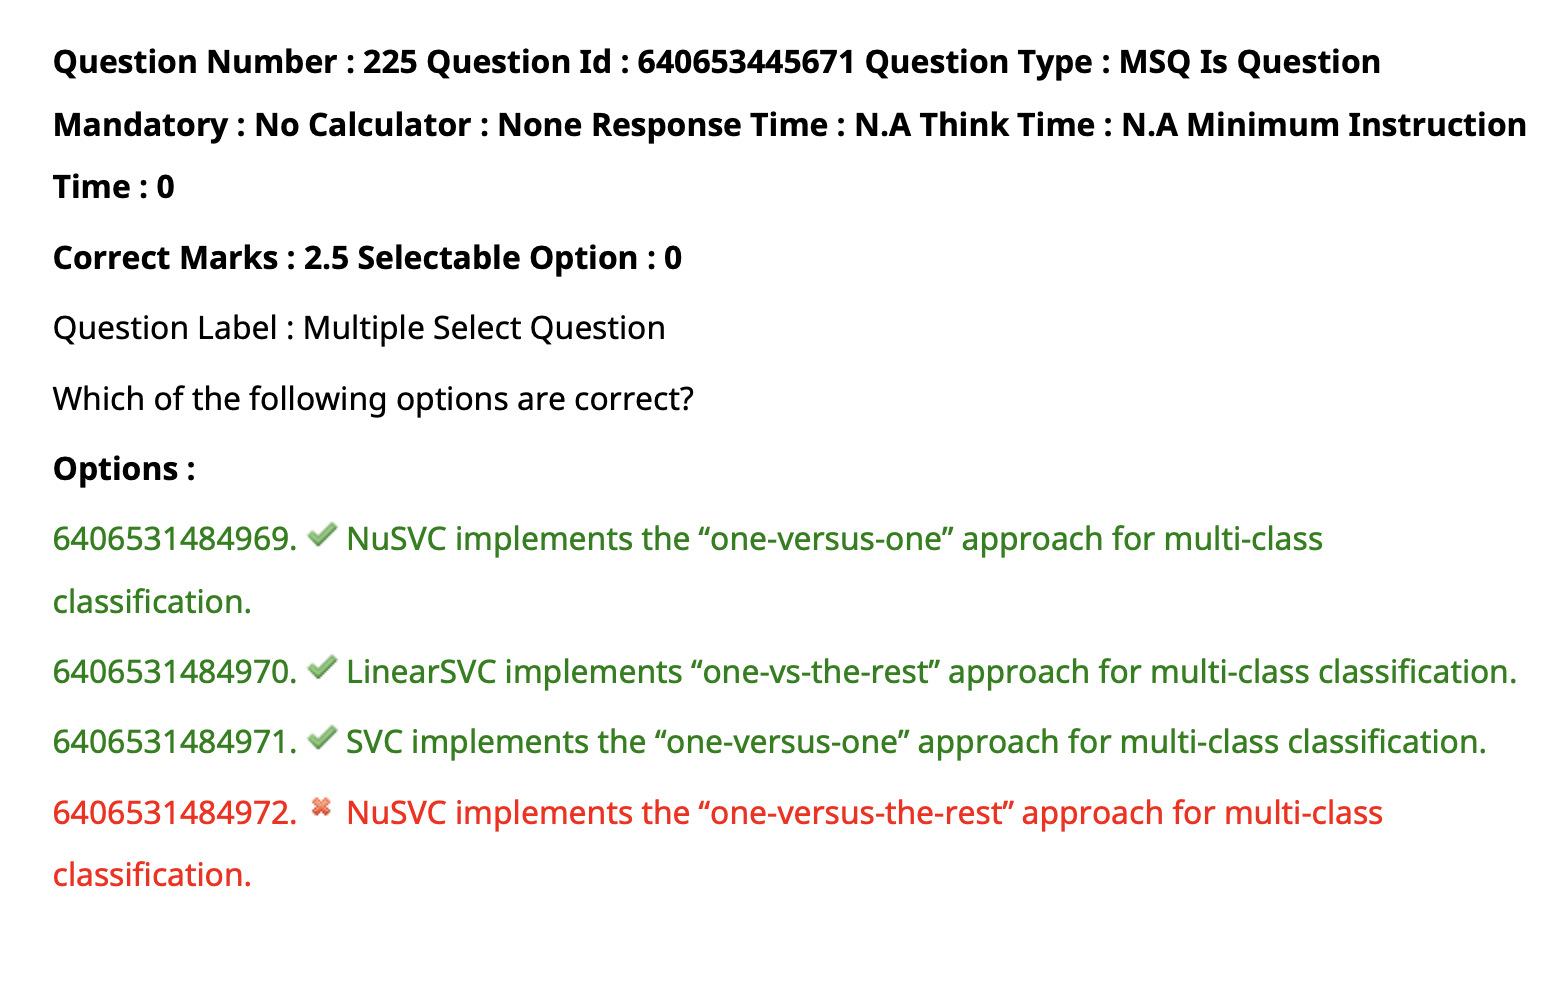 Question Number : 225 Question Id : 640653445671 Question Type : MSQ Is Question
Mandatory : No Calculator : None Response Time : N.A Think Time : N.A Minimum Instruction
Time : 0
Correct Marks : 2.5 Selectable Option : 0
Question Label : Multiple Select Question
Which of the following options are correct?
Options :
6406531484969. ✔ NuSVC implements the “one-versus-one” approach for multi-class
classification.
6406531484970. ✔ LinearSVC implements “one-vs-the-rest” approach for multi-class classification.
6406531484971. ✔ SVC implements the “one-versus-one” approach for multi-class classification.
6406531484972. ✖ NuSVC implements the “one-versus-the-rest” approach for multi-class
classification.